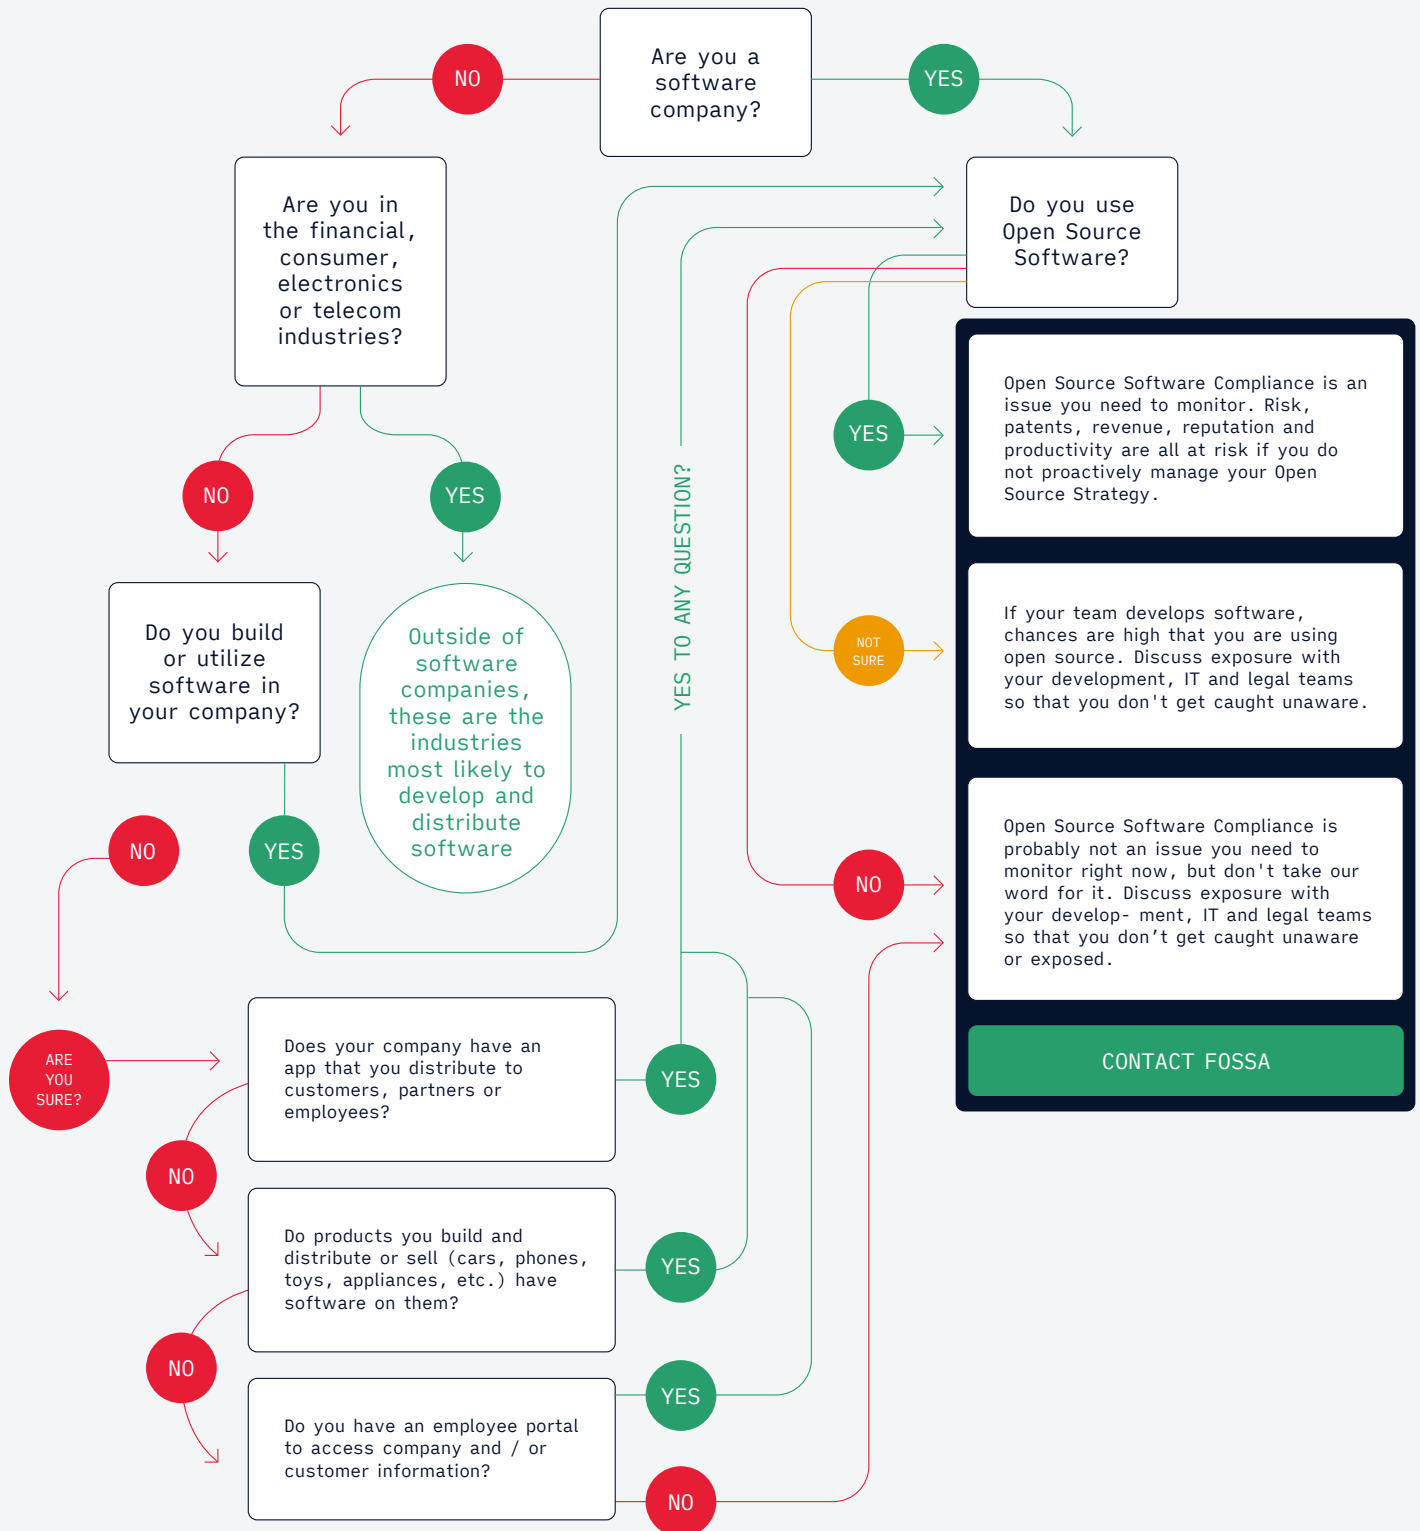 Are you a
software
company?
NO
YES
Are you in
the financial,
consumer,
electronics
or telecom
industries?
Do you use
Open Source
Software?
NO
YES
YES
Open Source Software Compliance is an
issue you need to monitor. Risk,
patents, revenue, reputation and
productivity are all at risk if you do
not proactively manage your Open
Source Strategy.
YES TO ANY QUESTION?
Do you build
or utilize
software in
your company?
Outside of
software
companies,
these are the
industries
most likely to
develop and
distribute
software
NOT
SURE
If your team develops software,
chances are high that you are using
open source. Discuss exposure with
your development, IT and legal teams
so that you don't get caught unaware.
NO
YES
NO
Open Source Software Compliance is
probably not an issue you need to
monitor right now, but don't take our
word for it. Discuss exposure with
your develop- ment, IT and legal teams
so that you don’t get caught unaware
or exposed.
CONTACT FOSSA
ARE
YOU
SURE?
Does your company have an
app that you distribute to
customers, partners or
employees?
YES
NO
Do products you build and
distribute or sell (cars, phones,
toys, appliances, etc.) have
software on them?
YES
NO
Do you have an employee portal
to access company and / or
customer information?
YES
NO